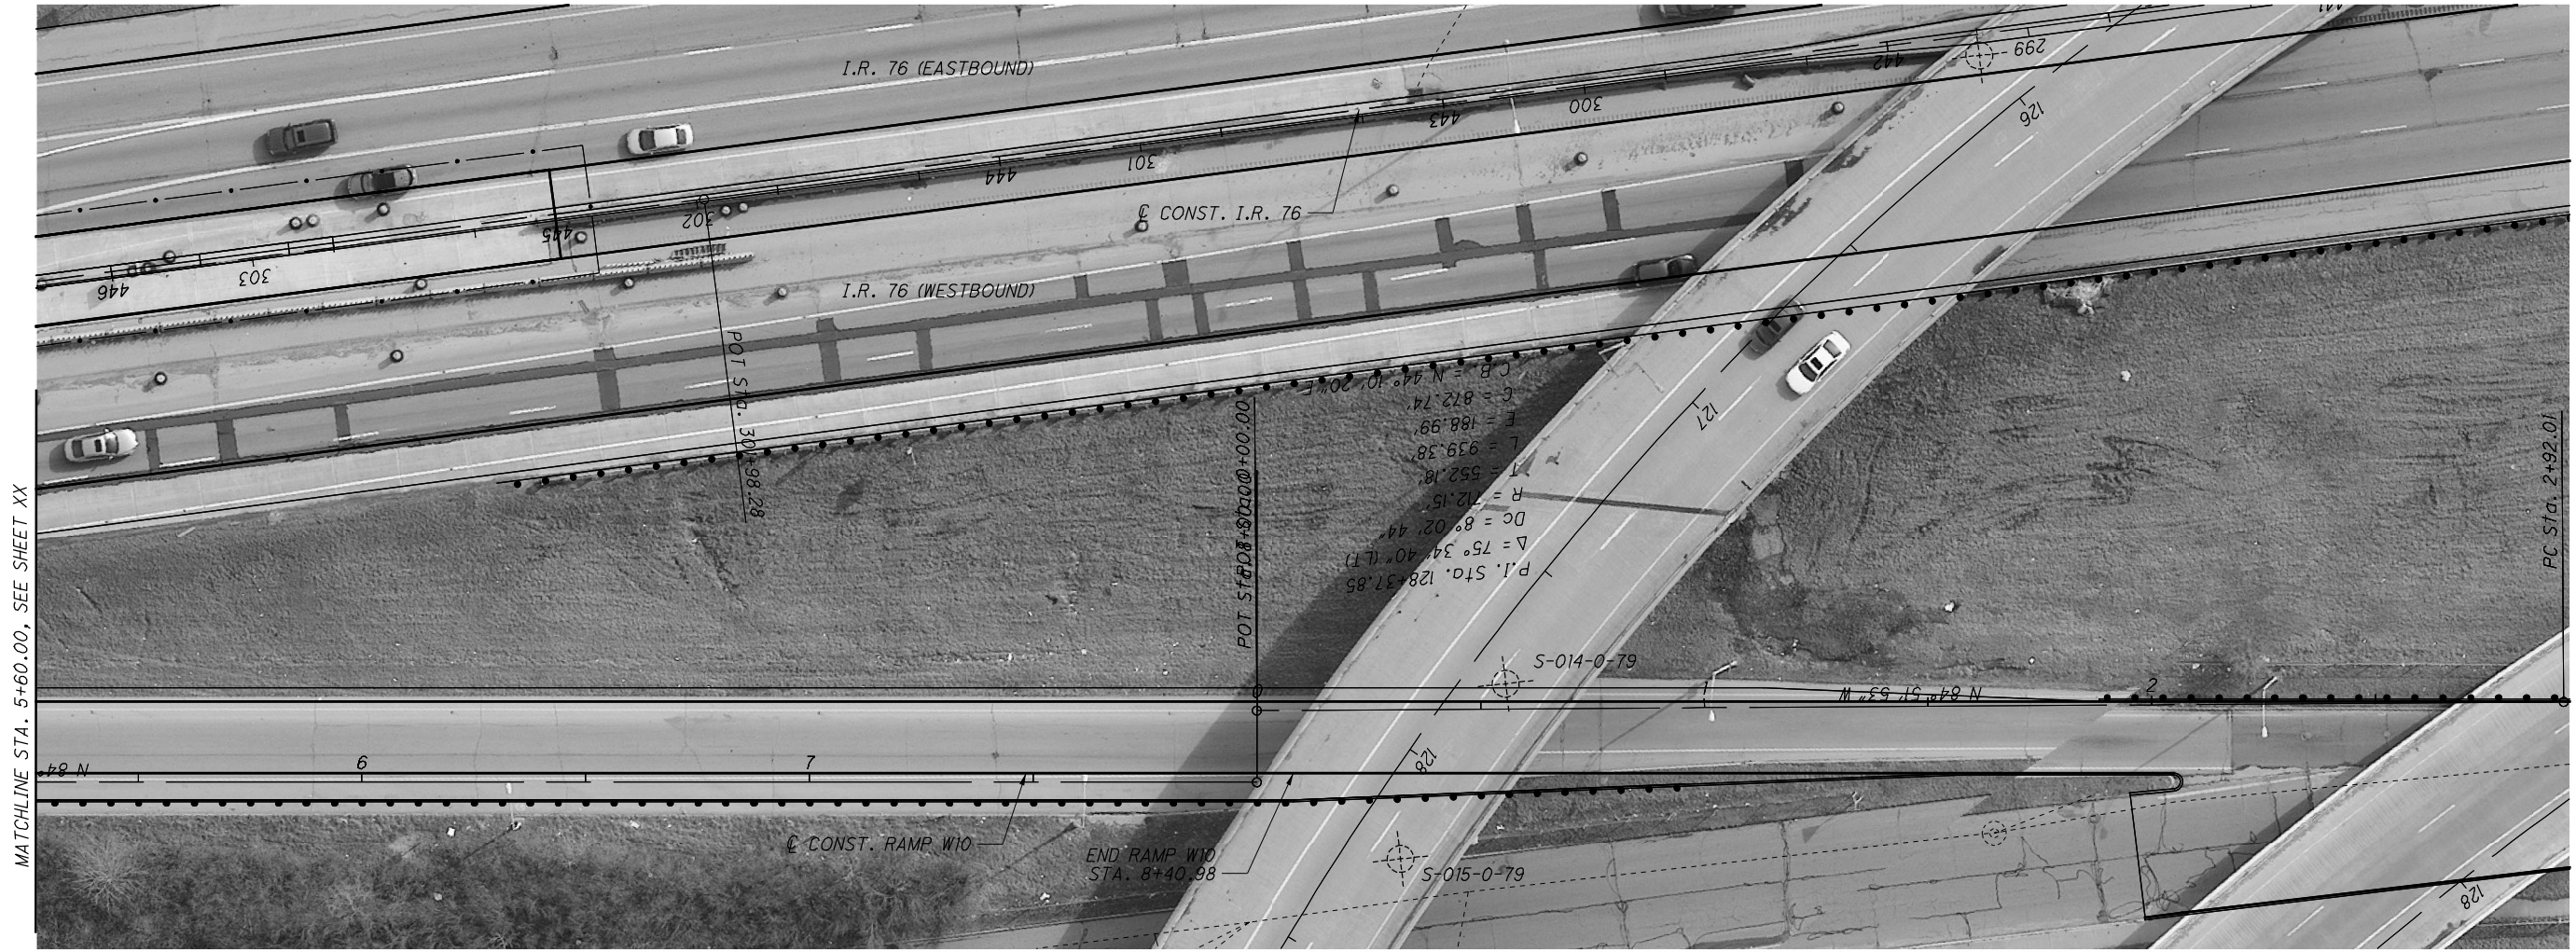 I.R. 76 (EASTBOUND)
299
442
126
300
443
301
444
₵ CONST. I.R. 76
302
445
303
446
I.R. 76 (WESTBOUND)
POT Sta. 301+98.28
C.B. = N 44° 10' 20" E
C = 872.74'
E = 188.99'
L = 939.38'
T = 552.18'
R = 712.15'
Dc = 8° 02' 44"
Δ = 75° 34' 40" (LT)
P.I. Sta. 128+37.85
127
PC Sta. 2+92.01
MATCHLINE STA. 5+60.00, SEE SHEET XX
POT Sta.
S-014-0-79
1
N 84° 51' 53" W
2
N 84°
6
7
128
₵ CONST. RAMP W10
END RAMP W10
STA. 8+40.98
S-015-0-79
128